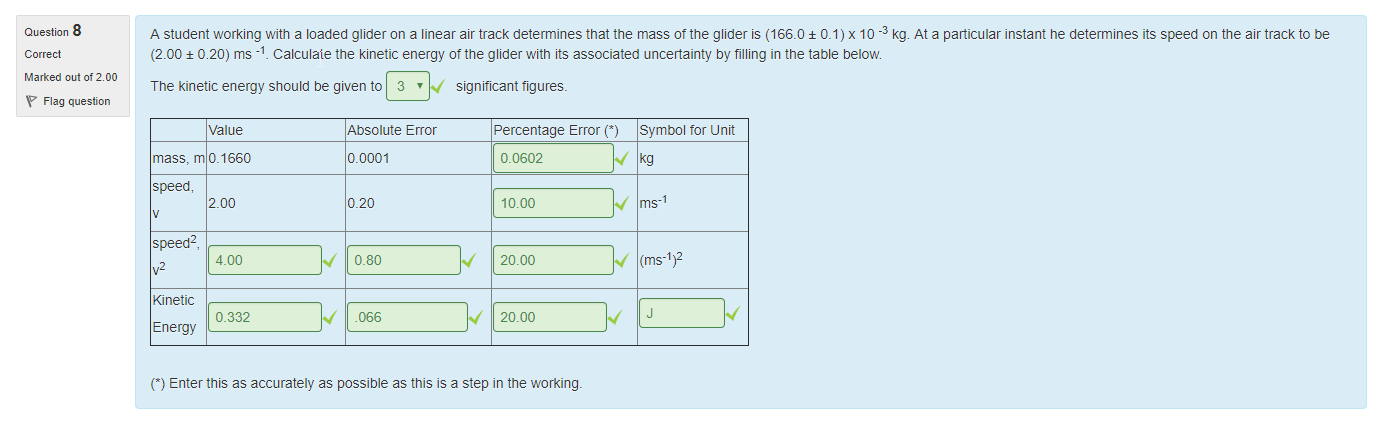 Question 8
Correct
Marked out of 2.00
Flag question
A student working with a loaded glider on a linear air track determines that the mass of the glider is (166.0 ± 0.1) x 10 -3 kg. At a particular instant he determines its speed on the air track to be
(2.00 ± 0.20) ms -1. Calculate the kinetic energy of the glider with its associated uncertainty by filling in the table below.
The kinetic energy should be given to 3 significant figures.
Value Absolute Error Percentage Error (*) Symbol for Unit
mass, m 0.1660 0.0001 0.0602 kg
speed,
v 2.00 0.20 10.00 ms-1
speed2,
v2 4.00 0.80 20.00 (ms-1)2
Kinetic
Energy 0.332 .066 20.00 J
(*) Enter this as accurately as possible as this is a step in the working.